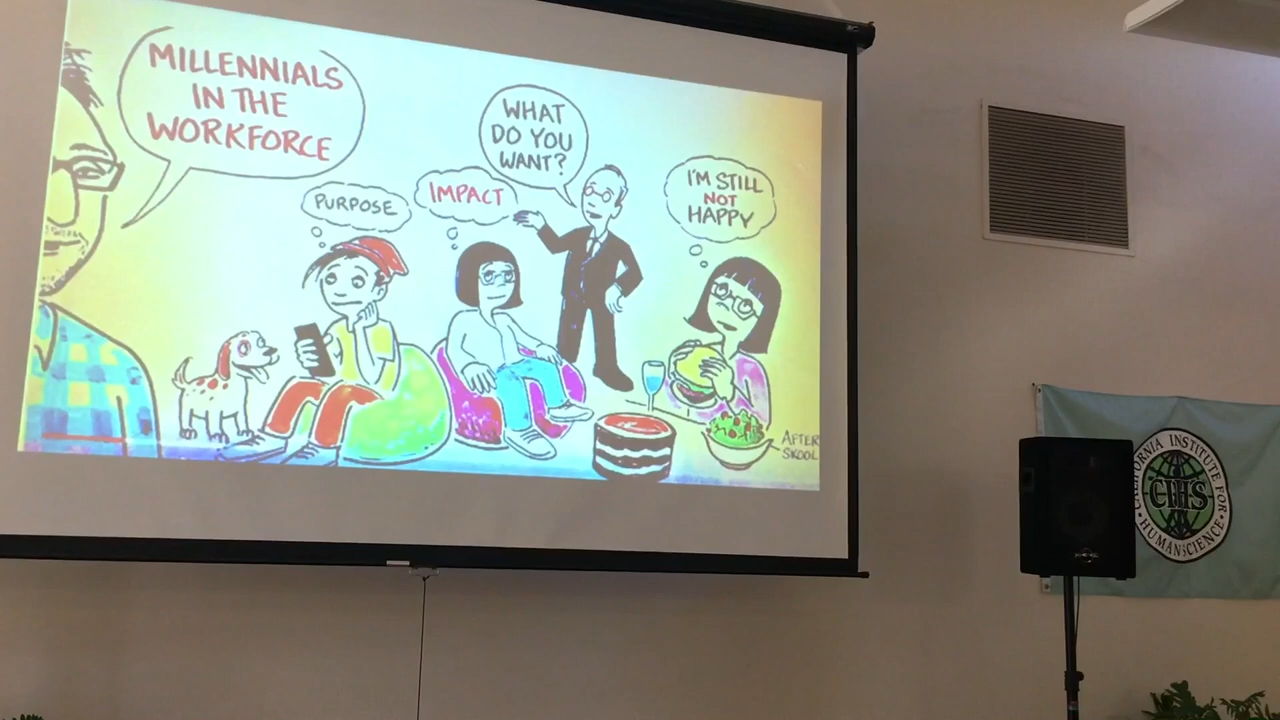 MILLENNIALS
IN THE
WORKFORCE
PURPOSE
IMPACT
WHAT
DO YOU
WANT?
I'M STILL
NOT
HAPPY
AFTER
SKOOL
CALIFORNIA INSTITUTE FOR
HUMAN SCIENCE
CIHS